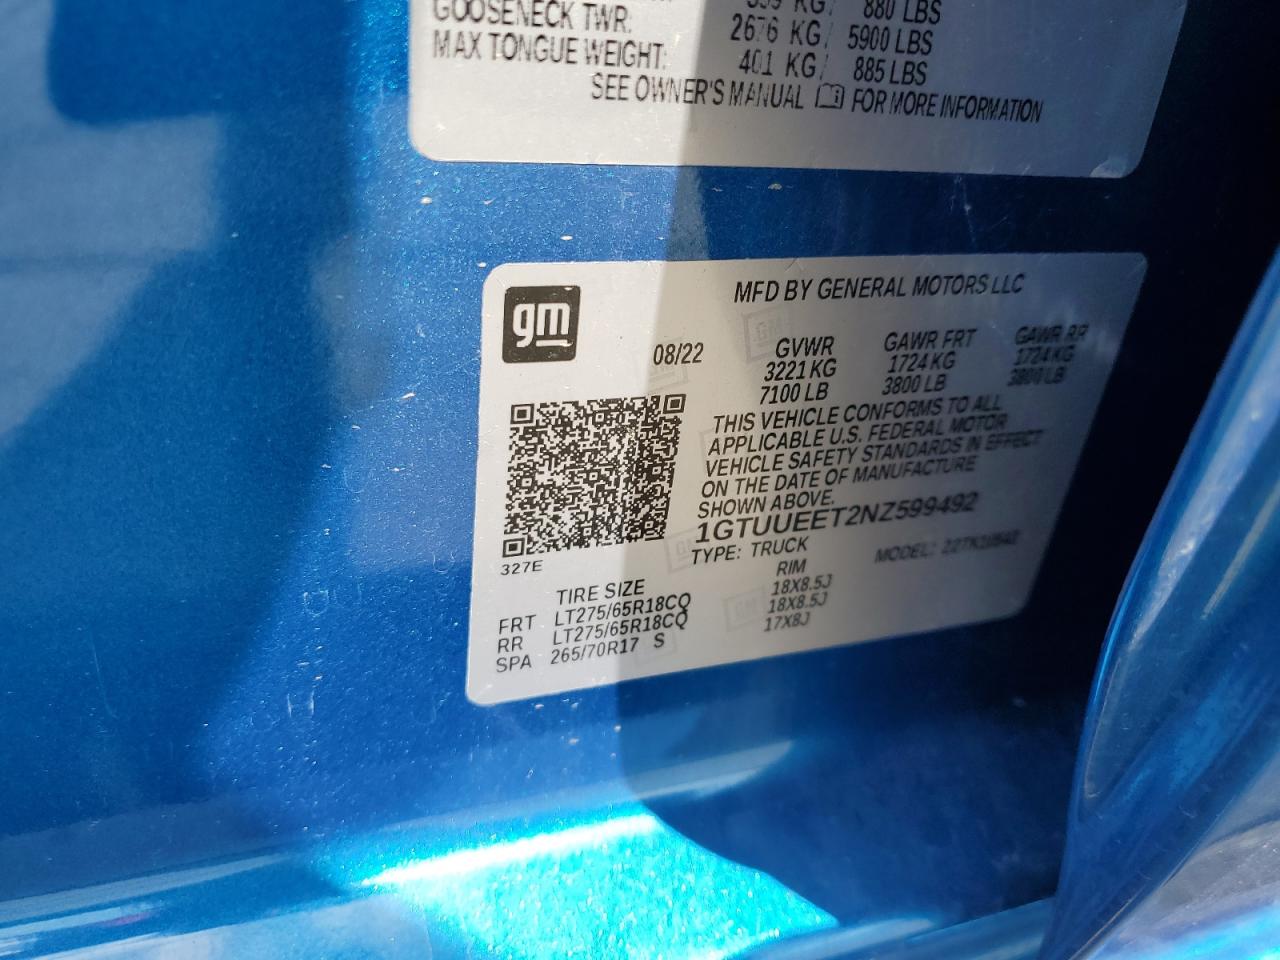 KG / 880 LBS
GOOSENECK TWR: 2676 KG / 5900 LBS
MAX TONGUE WEIGHT: 401 KG / 885 LBS
SEE OWNER'S MANUAL FOR MORE INFORMATION
gm
MFD BY GENERAL MOTORS LLC
08/22
GVWR GAWR FRT GAWR RR
3221 KG 1724 KG 1724 KG
7100 LB 3800 LB 3800 LB
THIS VEHICLE CONFORMS TO ALL
APPLICABLE U.S. FEDERAL MOTOR
VEHICLE SAFETY STANDARDS IN EFFECT
ON THE DATE OF MANUFACTURE
SHOWN ABOVE.
1GTUUEET2NZ599492
TYPE: TRUCK MODEL:
327E
TIRE SIZE RIM
FRT LT275/65R18CQ 18X8.5J
RR LT275/65R18CQ 18X8.5J
SPA 265/70R17 S 17X8J